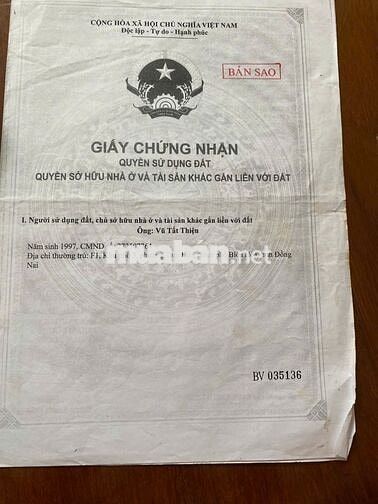 CỘNG HÒA XÃ HỘI CHỦ NGHĨA VIỆT NAM
Độc lập - Tự do - Hạnh phúc
BẢN SAO
GIẤY CHỨNG NHẬN
QUYỀN SỬ DỤNG ĐẤT
QUYỀN SỞ HỮU NHÀ Ở VÀ TÀI SẢN KHÁC GẮN LIỀN VỚI ĐẤT
I. Người sử dụng đất, chủ sở hữu nhà ở và tài sản khác gắn liền với đất
Ông: Vũ Tất Thiện
Năm sinh 1997, CMND
Địa chỉ thường trú: F1, Đồng
Nai
muaban.net
BV 035136